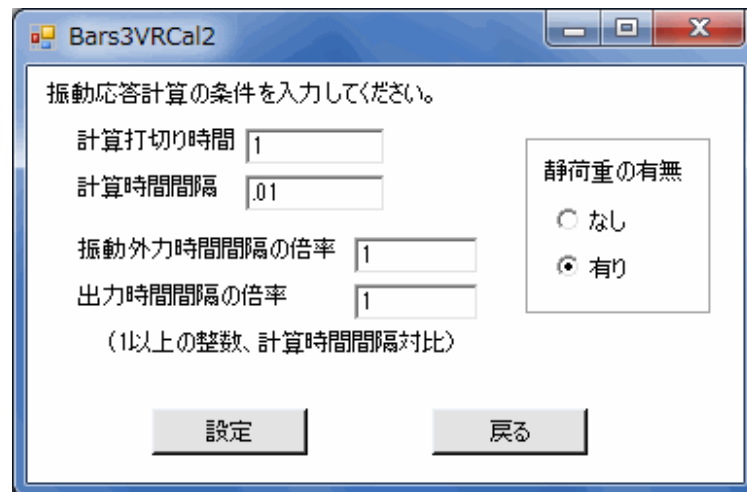 Bars3VRCal2
振動応答計算の条件を入力してください。
計算打切り時間 1
計算時間間隔 .01
振動外力時間間隔の倍率 1
出力時間間隔の倍率 1
（1以上の整数、計算時間間隔対比）
静荷重の有無
なし
有り
設定
戻る